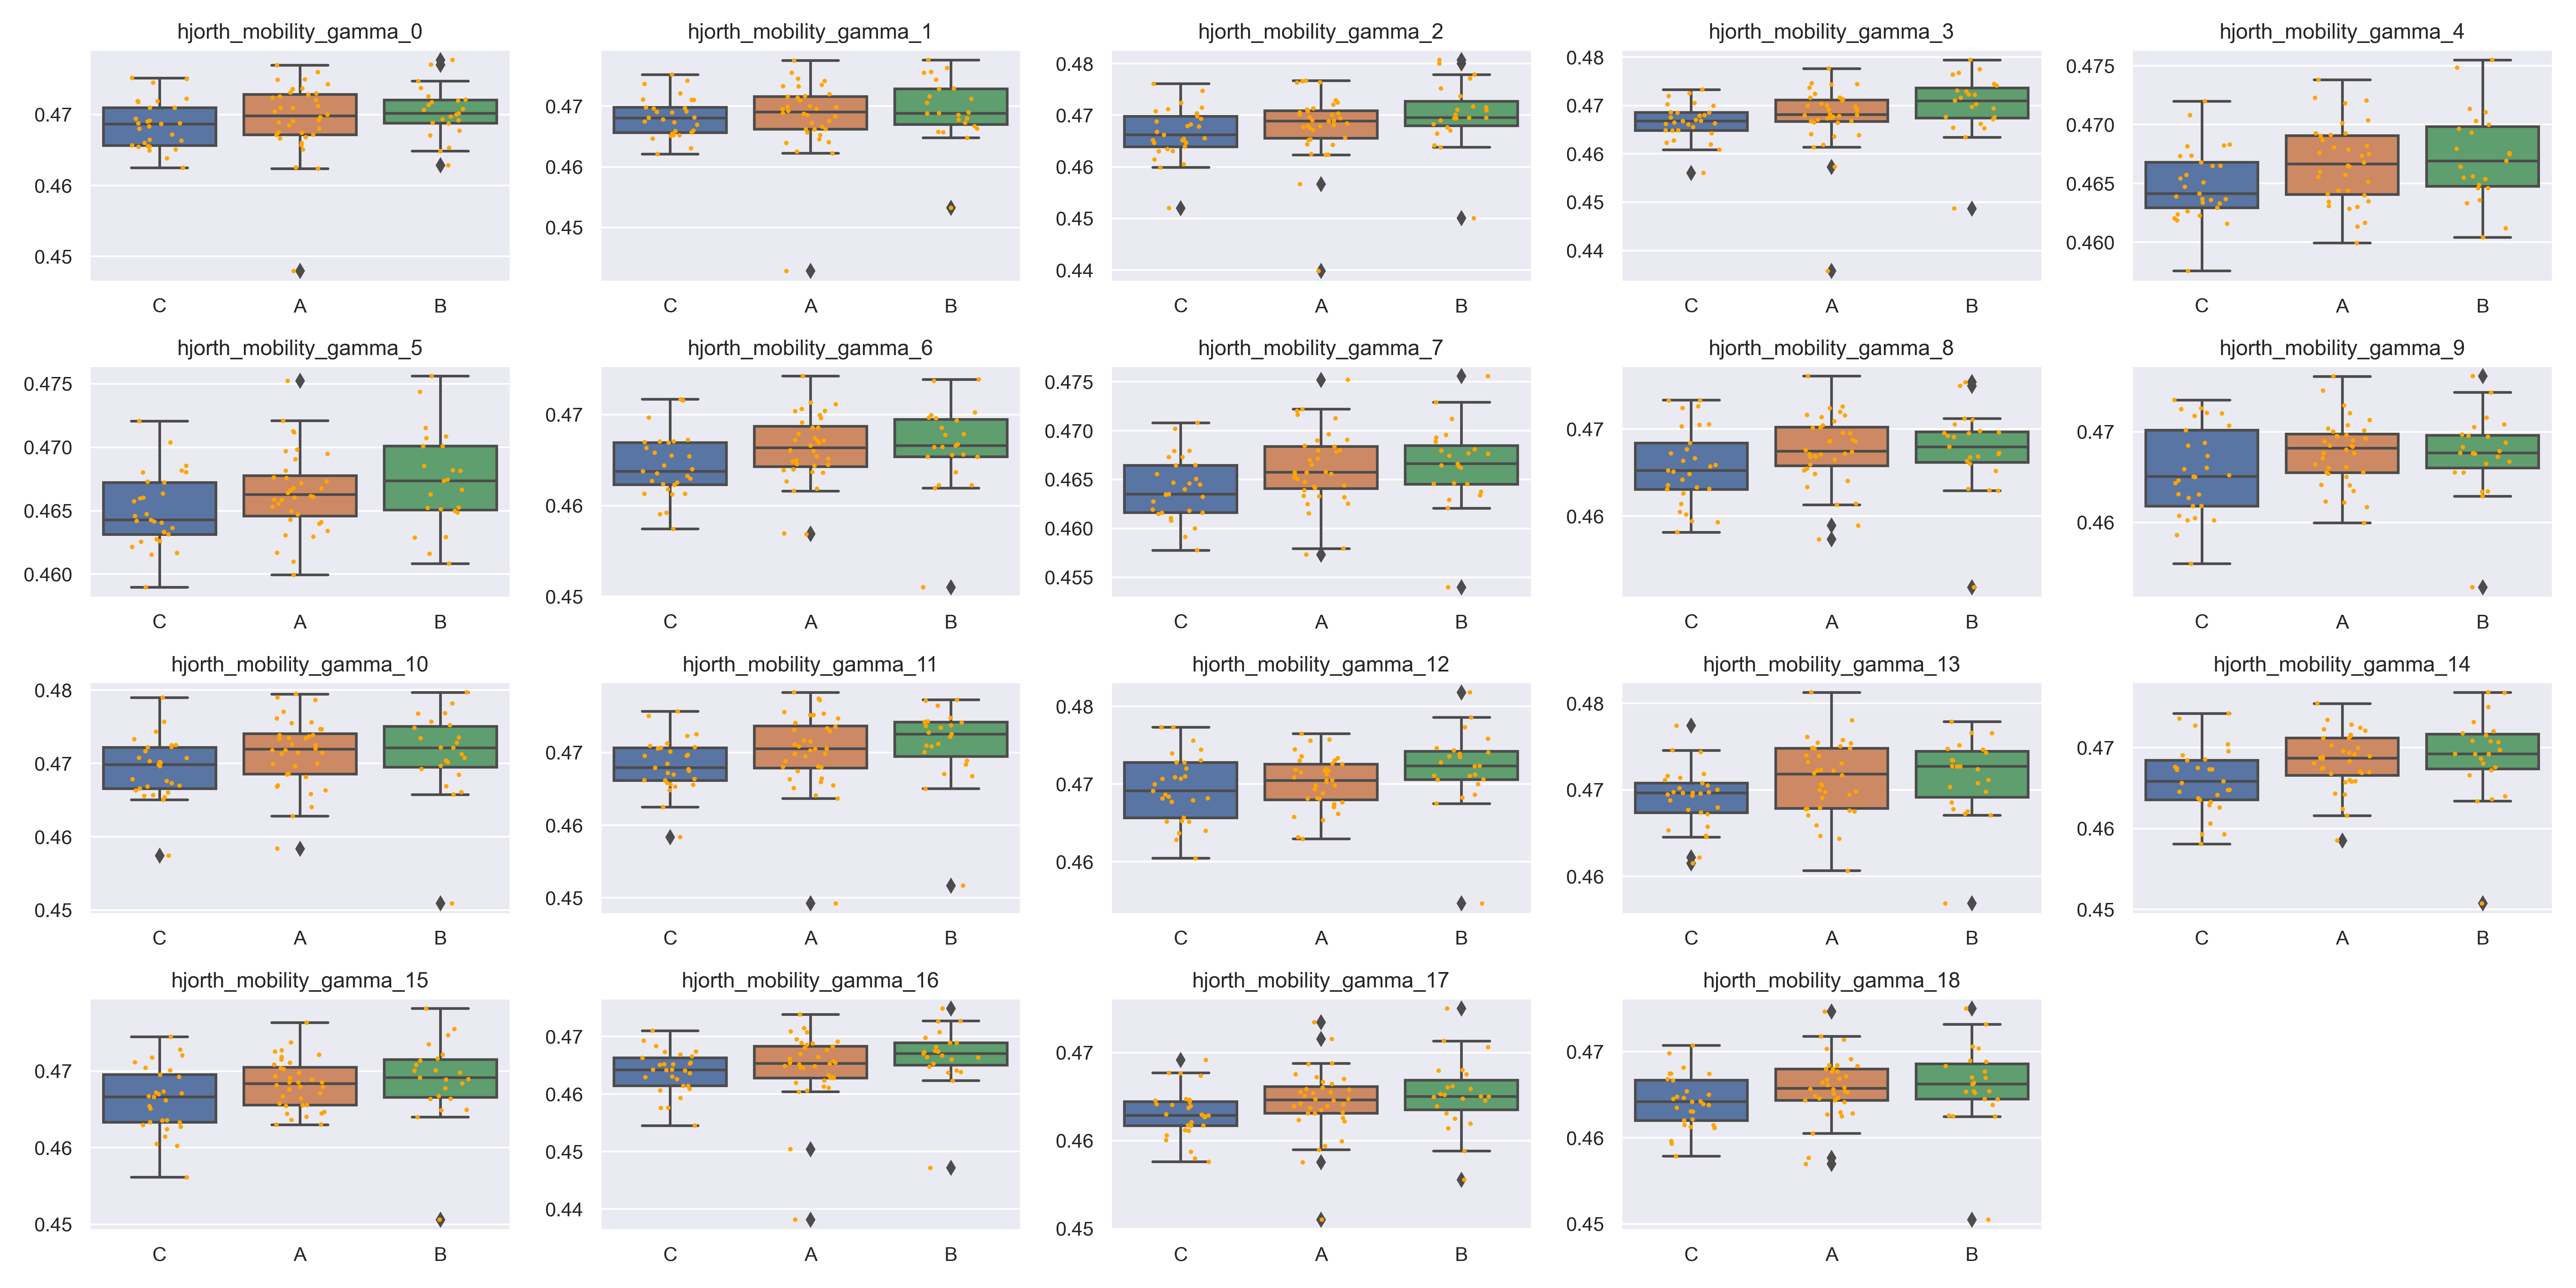 hjorth_mobility_gamma_0
0.47
0.46
0.45
C A B
hjorth_mobility_gamma_1
0.47
0.46
0.45
C A B
hjorth_mobility_gamma_2
0.48
0.47
0.46
0.45
0.44
C A B
hjorth_mobility_gamma_3
0.48
0.47
0.46
0.45
0.44
C A B
hjorth_mobility_gamma_4
0.475
0.470
0.465
0.460
C A B
hjorth_mobility_gamma_5
0.475
0.470
0.465
0.460
C A B
hjorth_mobility_gamma_6
0.47
0.46
0.45
C A B
hjorth_mobility_gamma_7
0.475
0.470
0.465
0.460
0.455
C A B
hjorth_mobility_gamma_8
0.47
0.46
C A B
hjorth_mobility_gamma_9
0.47
0.46
C A B
hjorth_mobility_gamma_10
0.48
0.47
0.46
0.45
C A B
hjorth_mobility_gamma_11
0.47
0.46
0.45
C A B
hjorth_mobility_gamma_12
0.48
0.47
0.46
C A B
hjorth_mobility_gamma_13
0.48
0.47
0.46
C A B
hjorth_mobility_gamma_14
0.47
0.46
0.45
C A B
hjorth_mobility_gamma_15
0.47
0.46
0.45
C A B
hjorth_mobility_gamma_16
0.47
0.46
0.45
0.44
C A B
hjorth_mobility_gamma_17
0.47
0.46
0.45
C A B
hjorth_mobility_gamma_18
0.47
0.46
0.45
C A B